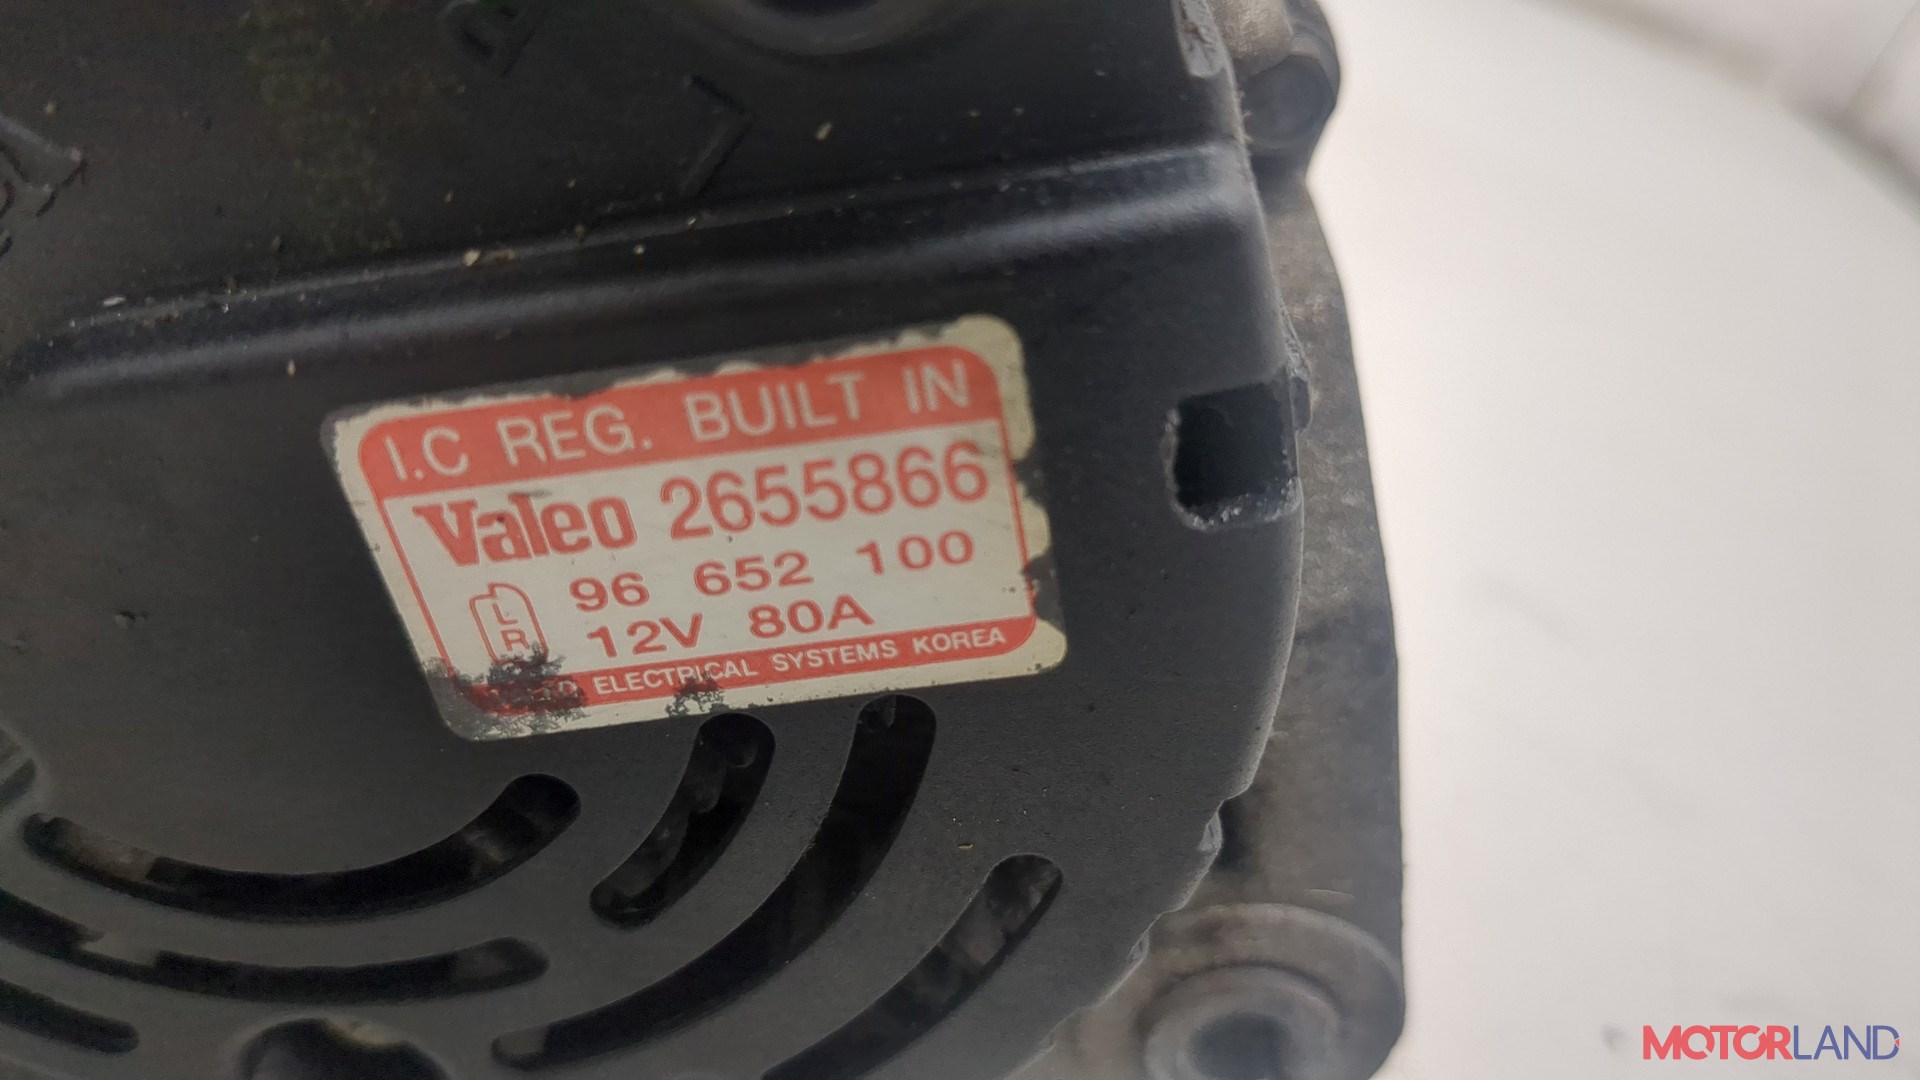 I.C REG. BUILT IN
Valeo 2655866
96 652 100
L
R
12V 80A
ELECTRICAL SYSTEMS KOREA
MOTORLAND